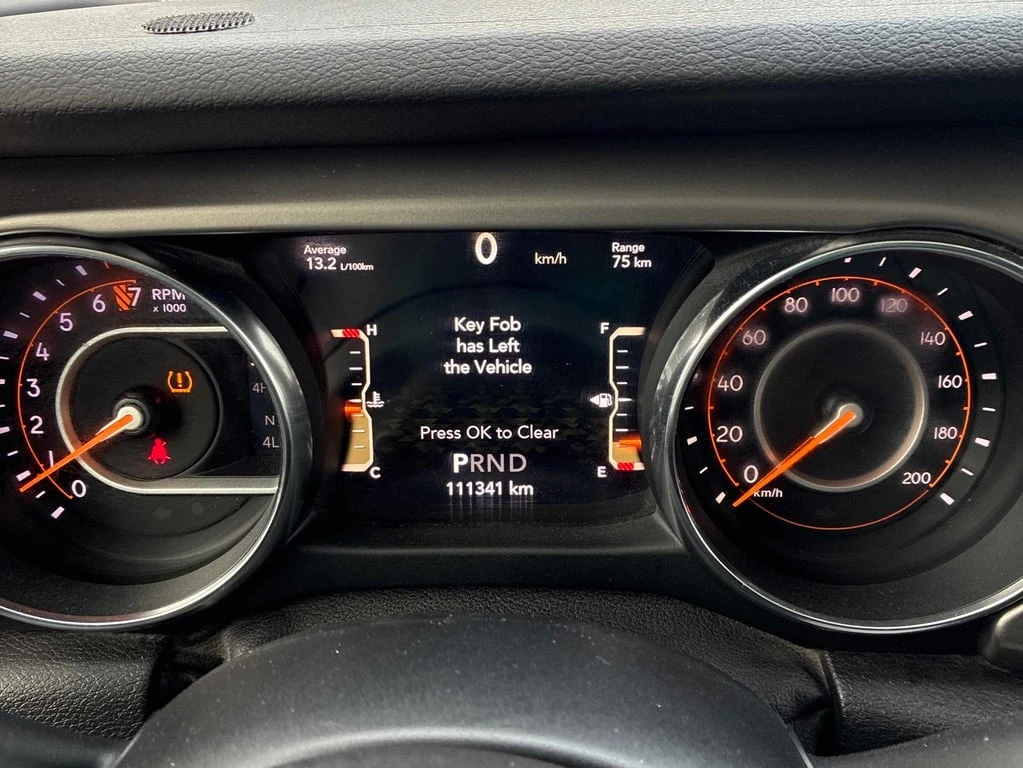 Average
13.2 L/100km
0 km/h
Range
75 km
RPM
x 1000
7
6
5
4
3
2
1
0
4H
N
4L
H
C
Key Fob
has Left
the Vehicle
Press OK to Clear
PRND
111341 km
F
E
0
20
40
60
80
100
120
140
160
180
200
km/h